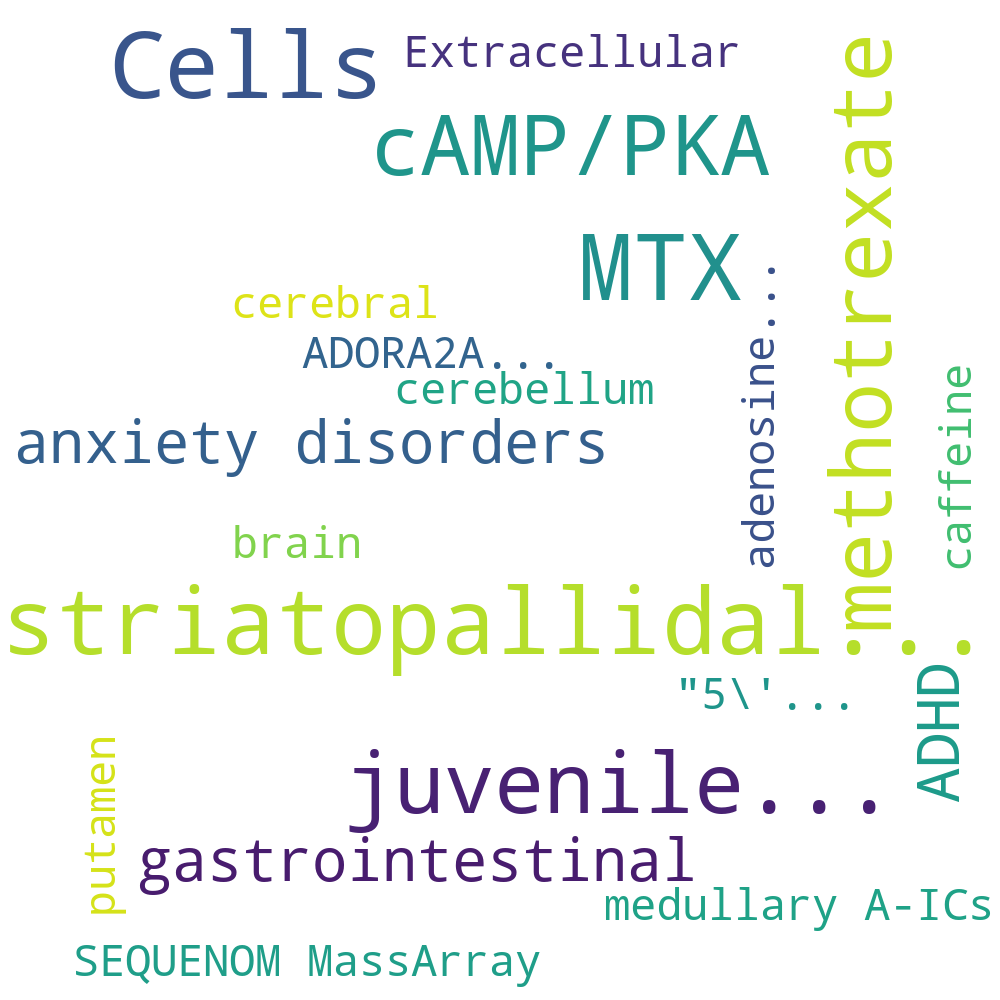 Cells
Extracellular
cAMP/PKA
methotrexate
MTX
cerebral
adenosine...
ADORA2A...
cerebellum
caffeine
anxiety disorders
brain
striatopallidal...
"5\'...
ADHD
juvenile...
putamen
gastrointestinal
medullary A-ICs
SEQUENOM MassArray